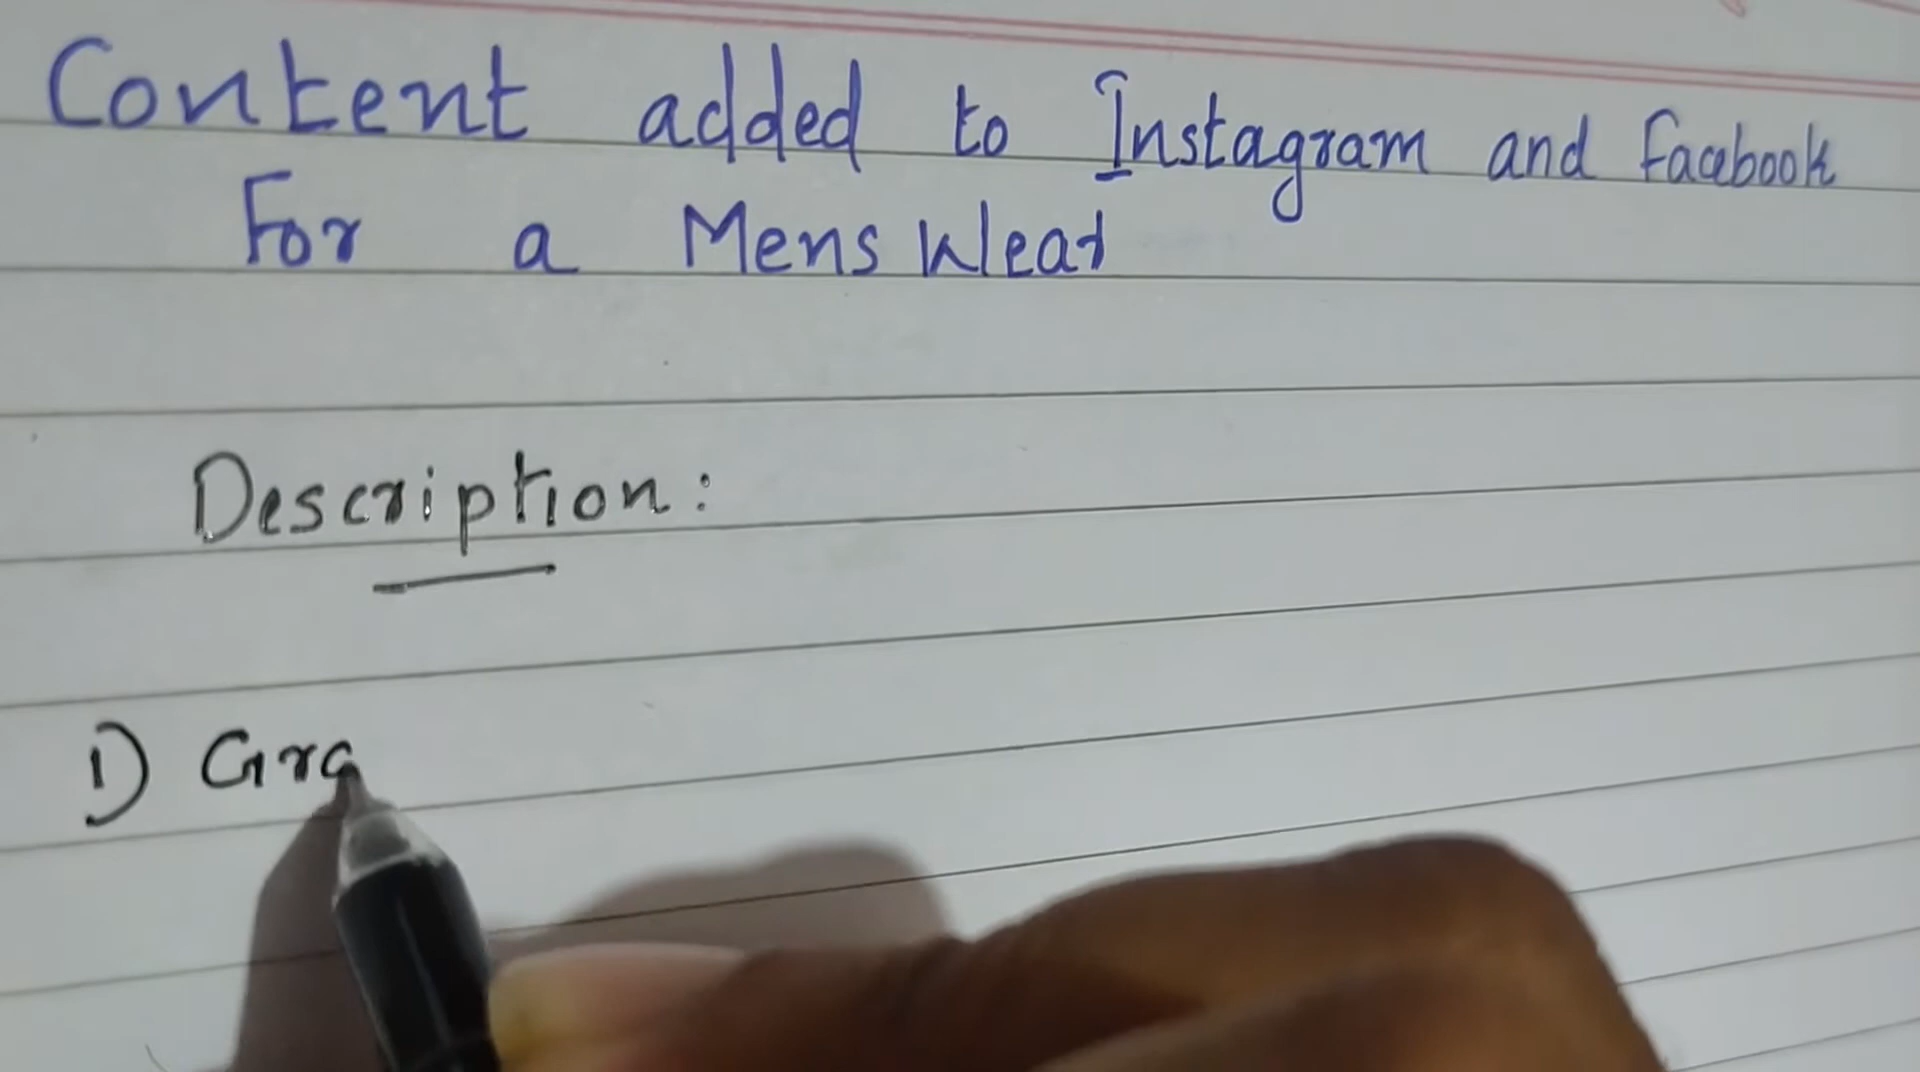 Content added to Instagram and Facebook
For a Mens Wear
Description:
1) Gra